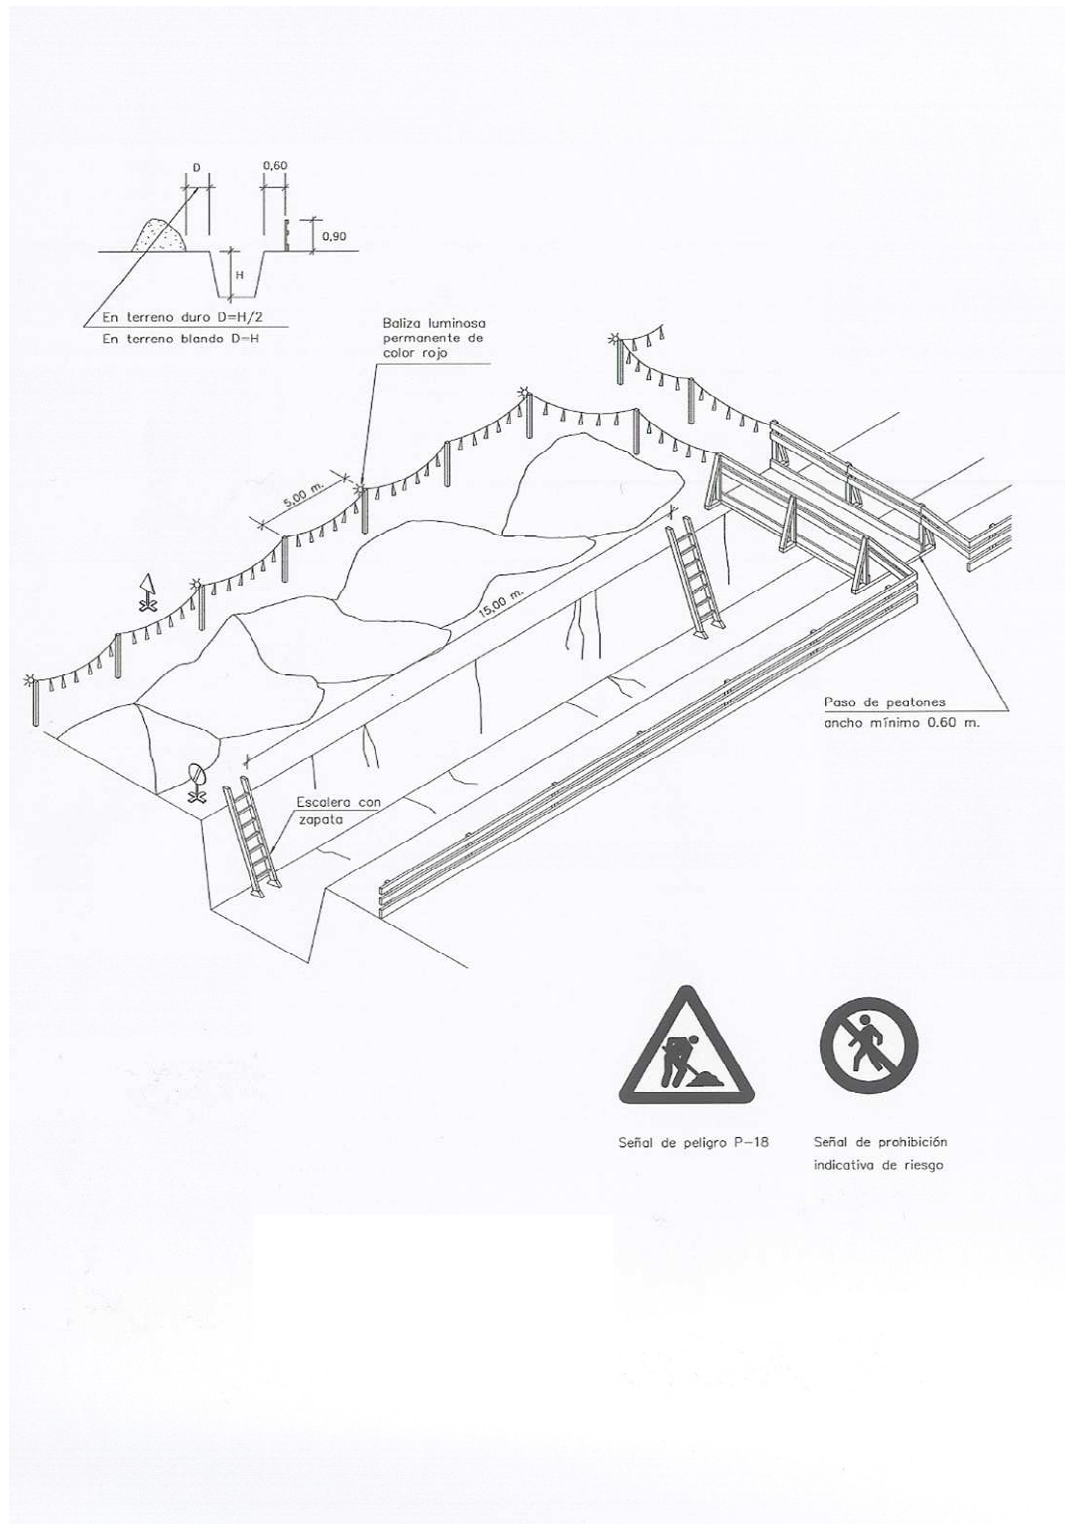 D
0,60
0,90
H
En terreno duro D=H/2
En terreno blando D=H
Baliza luminosa
permanente de
color rojo
5,00 m.
15,00 m.
Paso de peatones
ancho mínimo 0.60 m.
Escalera con
zapata
Señal de peligro P-18
Señal de prohibición
indicativa de riesgo